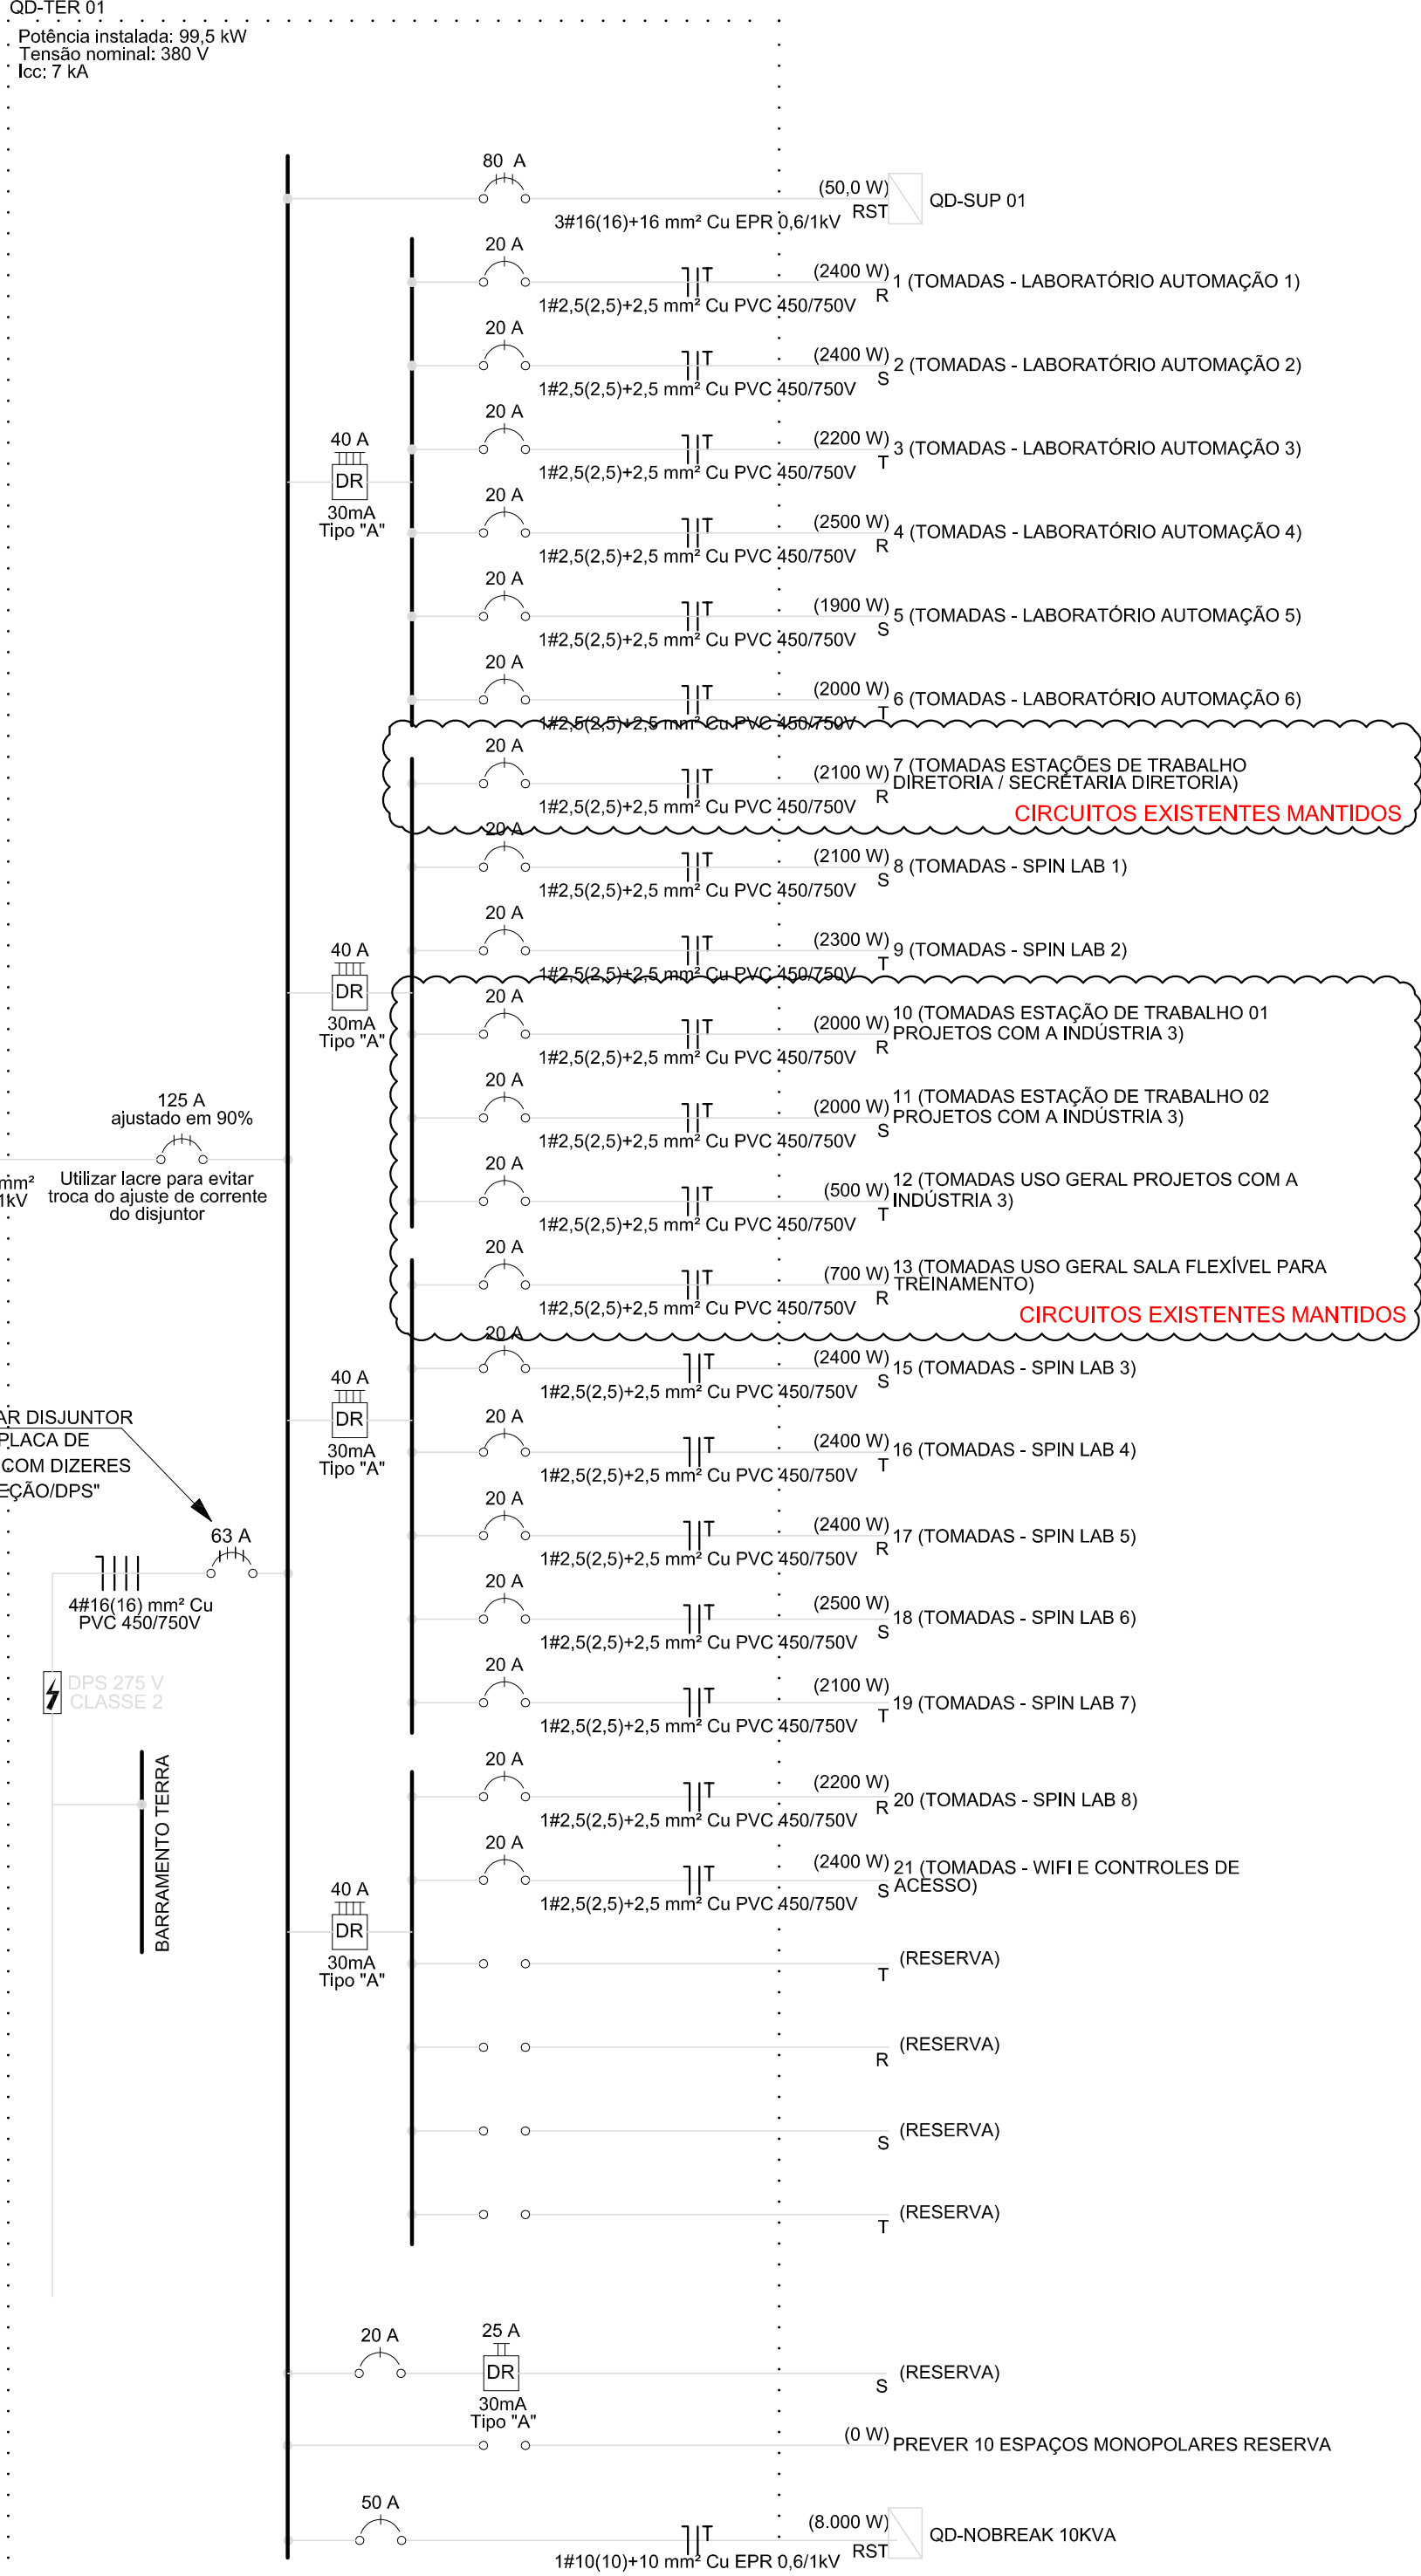 QD-TER 01
Potência instalada: 99,5 kW
Tensão nominal: 380 V
Icc: 7 kA
80 A
(50,0 W)
RST
QD-SUP 01
3#16(16)+16 mm² Cu EPR 0,6/1kV
20 A
(2400 W)
R
1 (TOMADAS - LABORATÓRIO AUTOMAÇÃO 1)
T
1#2,5(2,5)+2,5 mm² Cu PVC 450/750V
20 A
(2400 W)
S
2 (TOMADAS - LABORATÓRIO AUTOMAÇÃO 2)
T
1#2,5(2,5)+2,5 mm² Cu PVC 450/750V
20 A
(2200 W)
T
3 (TOMADAS - LABORATÓRIO AUTOMAÇÃO 3)
T
1#2,5(2,5)+2,5 mm² Cu PVC 450/750V
40 A
DR
30mA
Tipo "A"
20 A
(2500 W)
R
4 (TOMADAS - LABORATÓRIO AUTOMAÇÃO 4)
T
1#2,5(2,5)+2,5 mm² Cu PVC 450/750V
20 A
(1900 W)
S
5 (TOMADAS - LABORATÓRIO AUTOMAÇÃO 5)
T
1#2,5(2,5)+2,5 mm² Cu PVC 450/750V
20 A
(2000 W)
T
6 (TOMADAS - LABORATÓRIO AUTOMAÇÃO 6)
T
1#2,5(2,5)+2,5 mm² Cu PVC 450/750V
20 A
(2100 W)
R
7 (TOMADAS ESTAÇÕES DE TRABALHO
DIRETORIA / SECRETARIA DIRETORIA)
T
1#2,5(2,5)+2,5 mm² Cu PVC 450/750V
CIRCUITOS EXISTENTES MANTIDOS
20 A
(2100 W)
S
8 (TOMADAS - SPIN LAB 1)
T
1#2,5(2,5)+2,5 mm² Cu PVC 450/750V
20 A
(2300 W)
T
9 (TOMADAS - SPIN LAB 2)
T
1#2,5(2,5)+2,5 mm² Cu PVC 450/750V
40 A
DR
30mA
Tipo "A"
20 A
(2000 W)
R
10 (TOMADAS ESTAÇÃO DE TRABALHO 01
PROJETOS COM A INDÚSTRIA 3)
T
1#2,5(2,5)+2,5 mm² Cu PVC 450/750V
20 A
(2000 W)
S
11 (TOMADAS ESTAÇÃO DE TRABALHO 02
PROJETOS COM A INDÚSTRIA 3)
T
1#2,5(2,5)+2,5 mm² Cu PVC 450/750V
125 A
ajustado em 90%
mm²
1kV
Utilizar lacre para evitar
troca do ajuste de corrente
do disjuntor
20 A
(500 W)
T
12 (TOMADAS USO GERAL PROJETOS COM A
INDÚSTRIA 3)
T
1#2,5(2,5)+2,5 mm² Cu PVC 450/750V
20 A
(700 W)
R
13 (TOMADAS USO GERAL SALA FLEXÍVEL PARA
TREINAMENTO)
T
1#2,5(2,5)+2,5 mm² Cu PVC 450/750V
CIRCUITOS EXISTENTES MANTIDOS
20 A
(2400 W)
S
15 (TOMADAS - SPIN LAB 3)
T
1#2,5(2,5)+2,5 mm² Cu PVC 450/750V
40 A
DR
30mA
Tipo "A"
20 A
(2400 W)
T
16 (TOMADAS - SPIN LAB 4)
T
1#2,5(2,5)+2,5 mm² Cu PVC 450/750V
AR DISJUNTOR
PLACA DE
COM DIZERES
EÇÃO/DPS"
20 A
(2400 W)
R
17 (TOMADAS - SPIN LAB 5)
T
1#2,5(2,5)+2,5 mm² Cu PVC 450/750V
63 A
4#16(16) mm² Cu
PVC 450/750V
20 A
(2500 W)
S
18 (TOMADAS - SPIN LAB 6)
T
1#2,5(2,5)+2,5 mm² Cu PVC 450/750V
DPS 275 V
CLASSE 2
20 A
(2100 W)
T
19 (TOMADAS - SPIN LAB 7)
T
1#2,5(2,5)+2,5 mm² Cu PVC 450/750V
BARRAMENTO TERRA
20 A
(2200 W)
R
20 (TOMADAS - SPIN LAB 8)
T
1#2,5(2,5)+2,5 mm² Cu PVC 450/750V
20 A
(2400 W)
S
21 (TOMADAS - WIFI E CONTROLES DE
ACESSO)
T
1#2,5(2,5)+2,5 mm² Cu PVC 450/750V
40 A
DR
30mA
Tipo "A"
T
(RESERVA)
R
(RESERVA)
S
(RESERVA)
T
(RESERVA)
20 A
25 A
DR
30mA
Tipo "A"
S
(RESERVA)
(0 W)
PREVER 10 ESPAÇOS MONOPOLARES RESERVA
50 A
(8.000 W)
RST
QD-NOBREAK 10KVA
T
1#10(10)+10 mm² Cu EPR 0,6/1kV